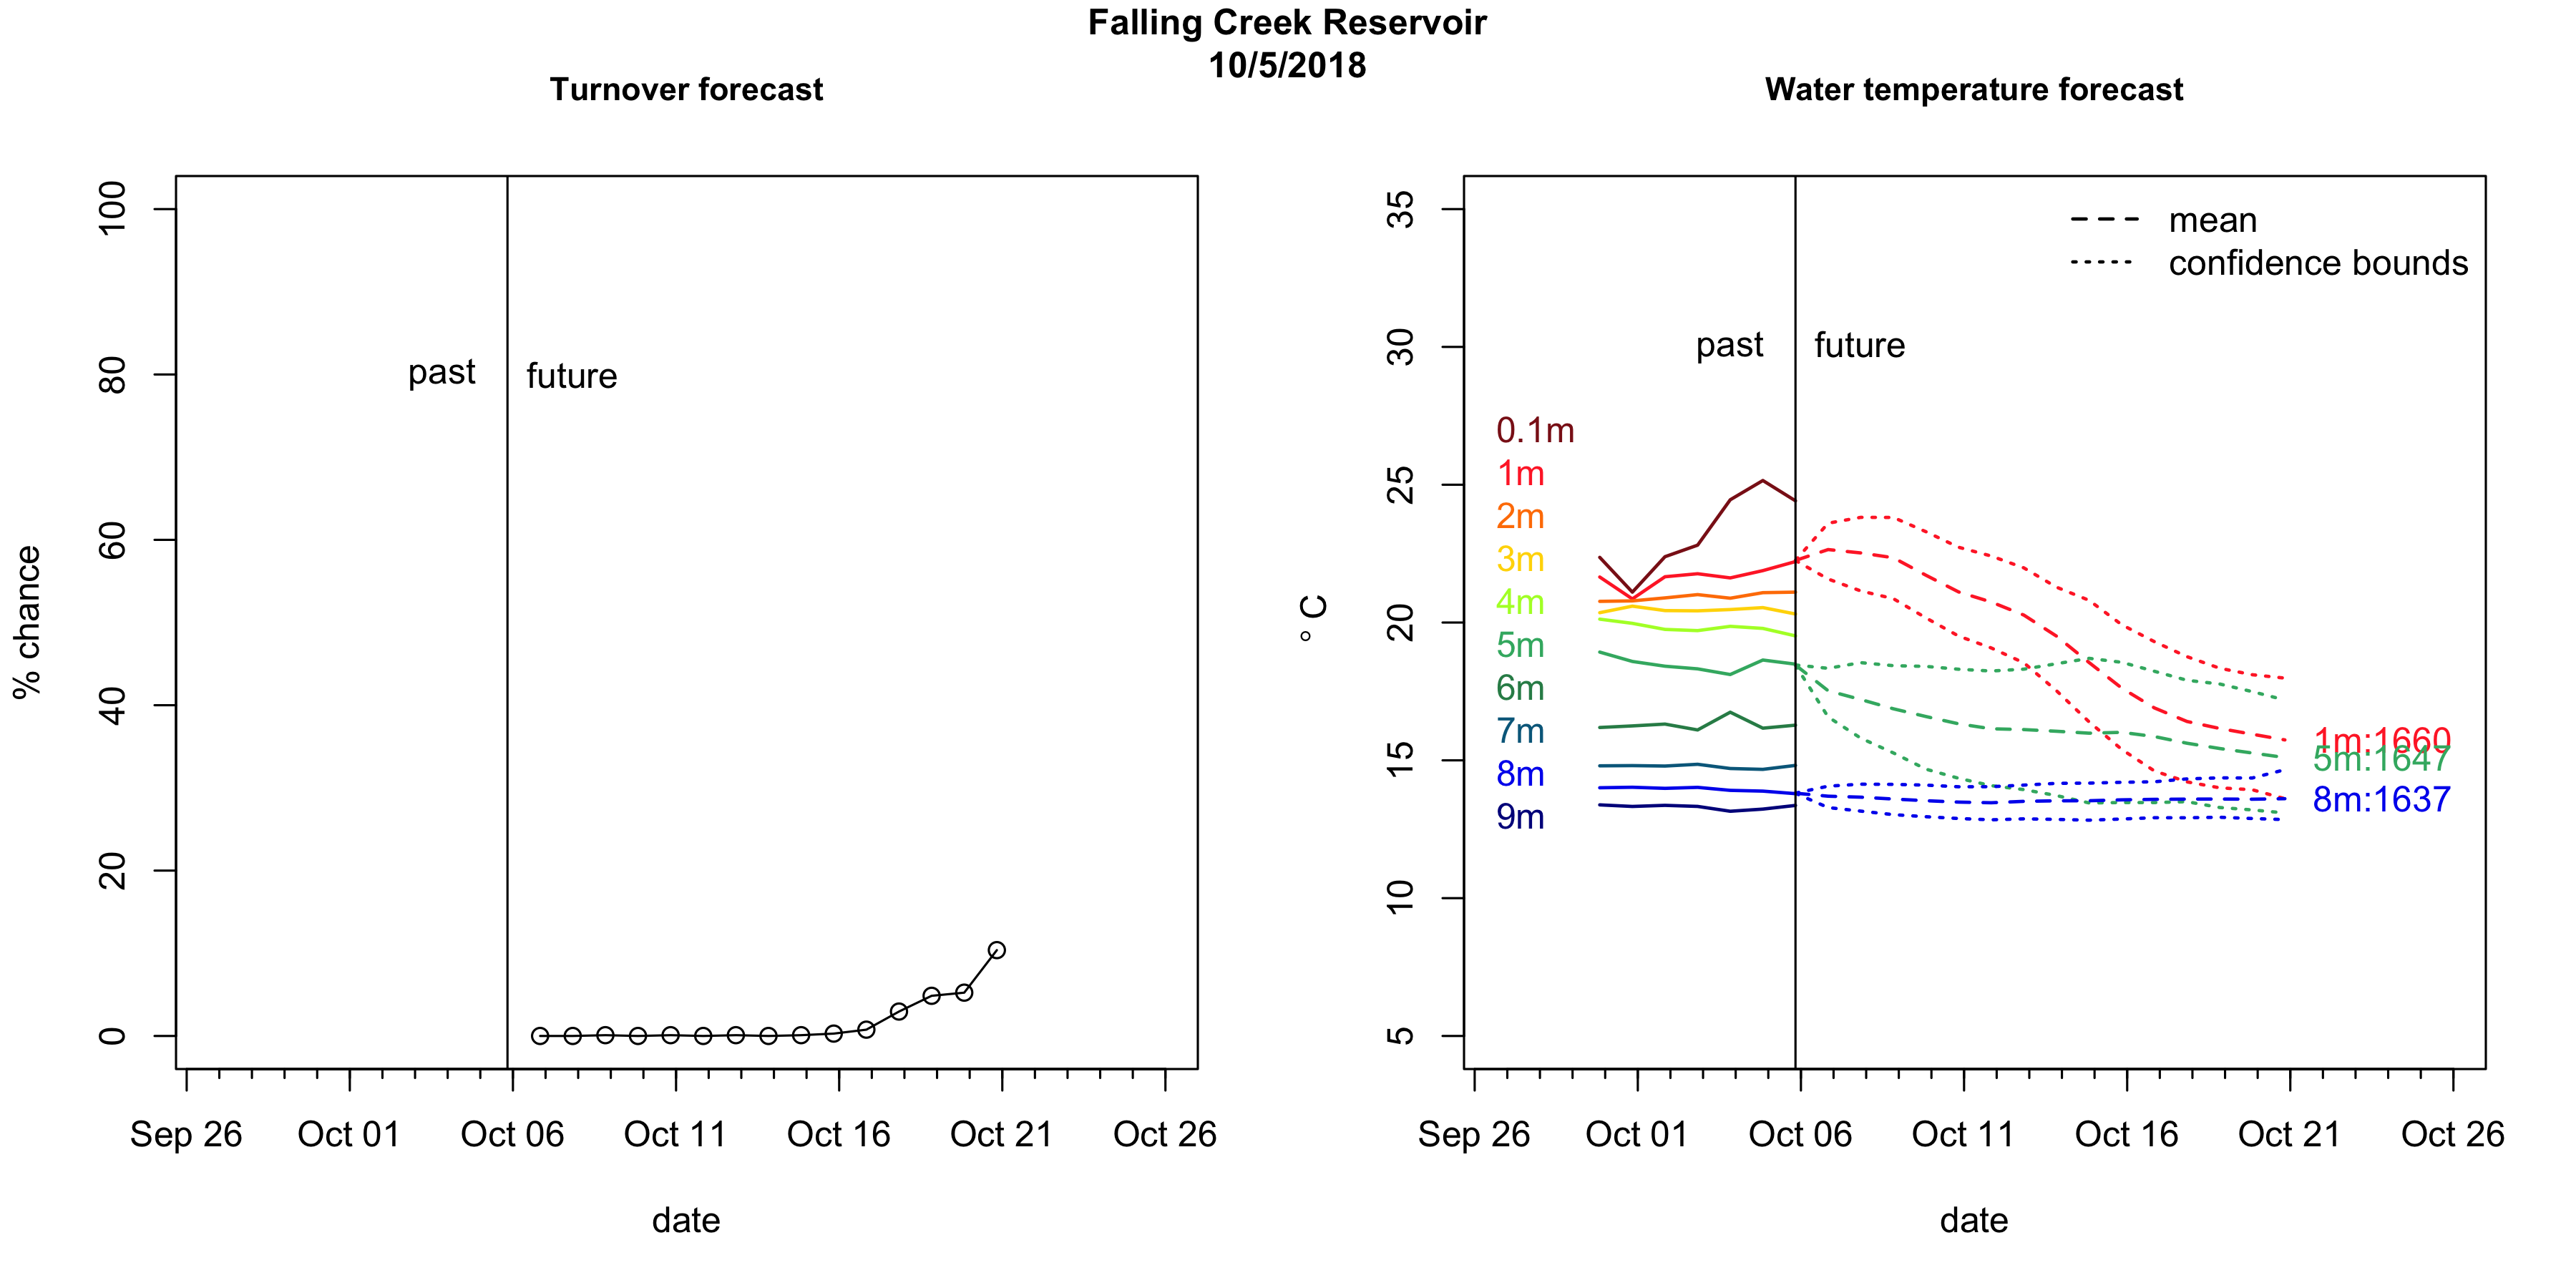 Falling Creek Reservoir
10/5/2018
Turnover forecast
% chance
100
80
60
40
20
0
past
future
Sep 26
Oct 01
Oct 06
Oct 11
Oct 16
Oct 21
Oct 26
date
Water temperature forecast
° C
35
30
25
20
15
10
5
mean
confidence bounds
past
future
0.1m
1m
2m
3m
4m
5m
6m
7m
8m
9m
1m:1660
5m:1647
8m:1637
Sep 26
Oct 01
Oct 06
Oct 11
Oct 16
Oct 21
Oct 26
date